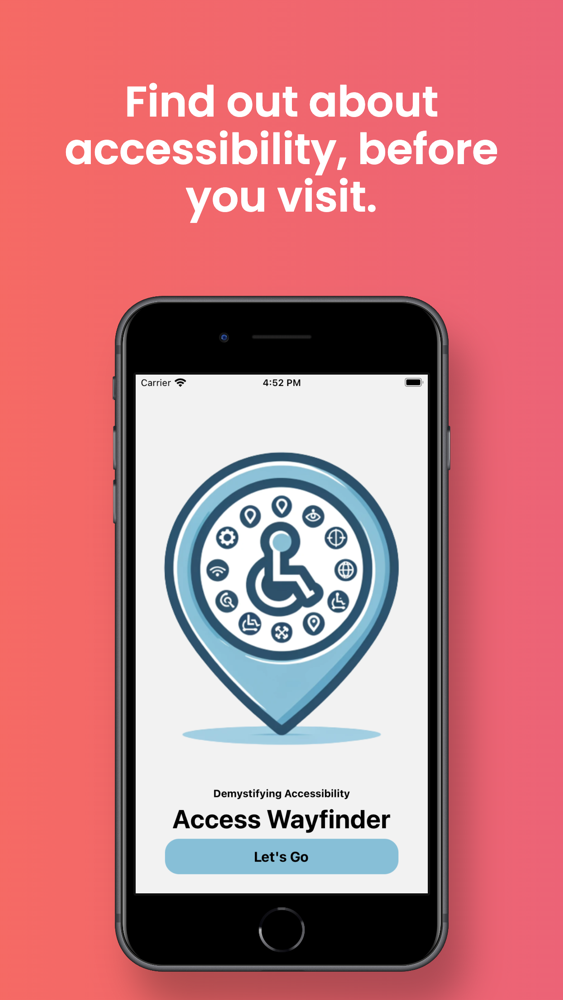 Find out about
accessibility, before
you visit.
Carrier 4:52 PM
Demystifying Accessibility
Access Wayfinder
Let's Go